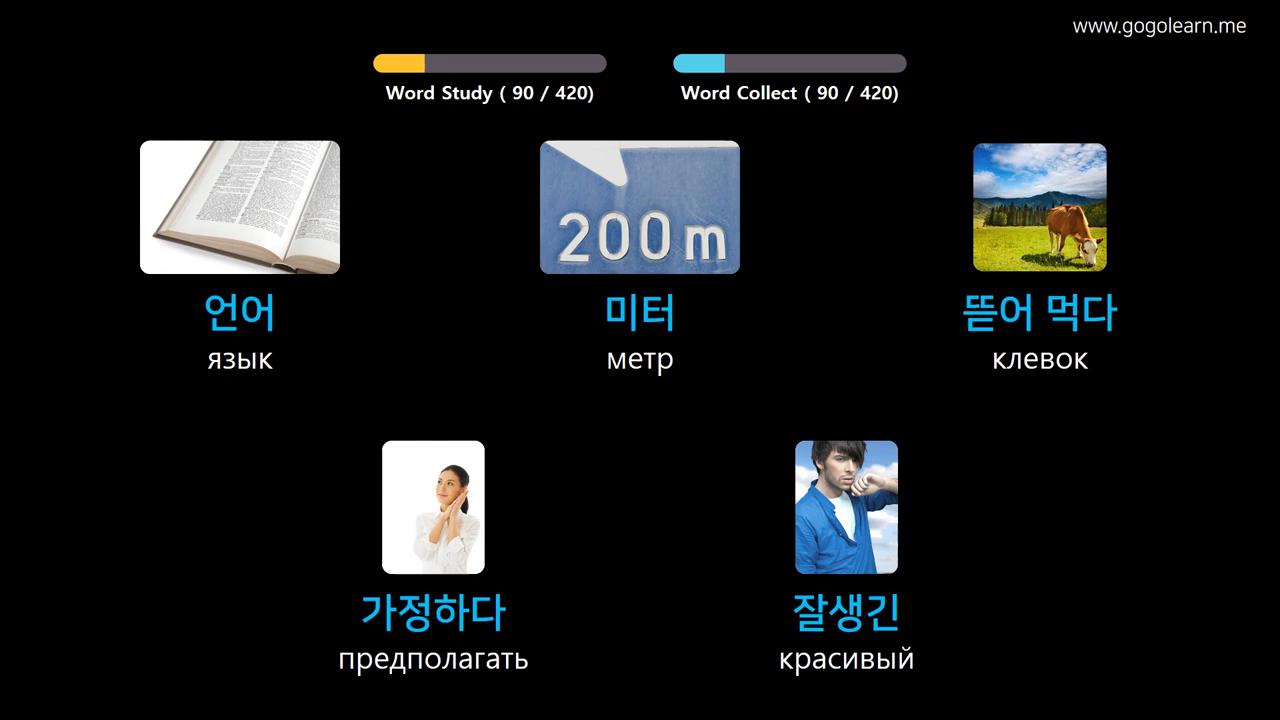 www.gogolearn.me
Word Study ( 90 / 420)
Word Collect ( 90 / 420)
200 m
언어
язык
미터
метр
뜯어 먹다
клевок
가정하다
предполагать
잘생긴
красивый